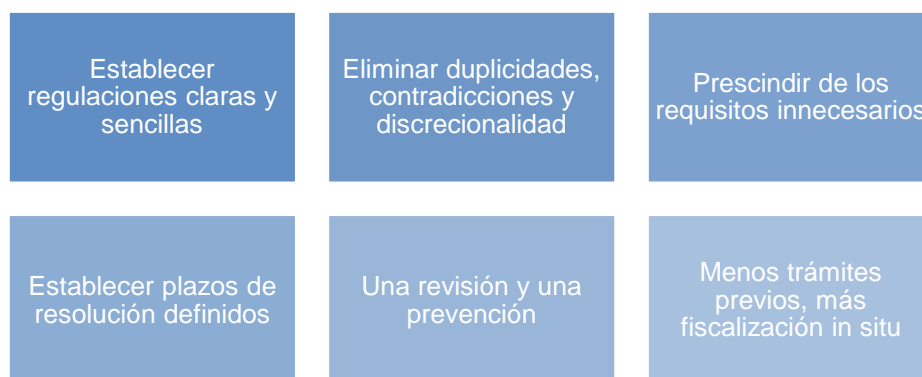 Establecer
regulaciones claras y
sencillas
Eliminar duplicidades,
contradicciones y
discrecionalidad
Prescindir de los
requisitos innecesarios
Establecer plazos de
resolución definidos
Una revisión y una
prevención
Menos trámites
previos, más
fiscalización in situ